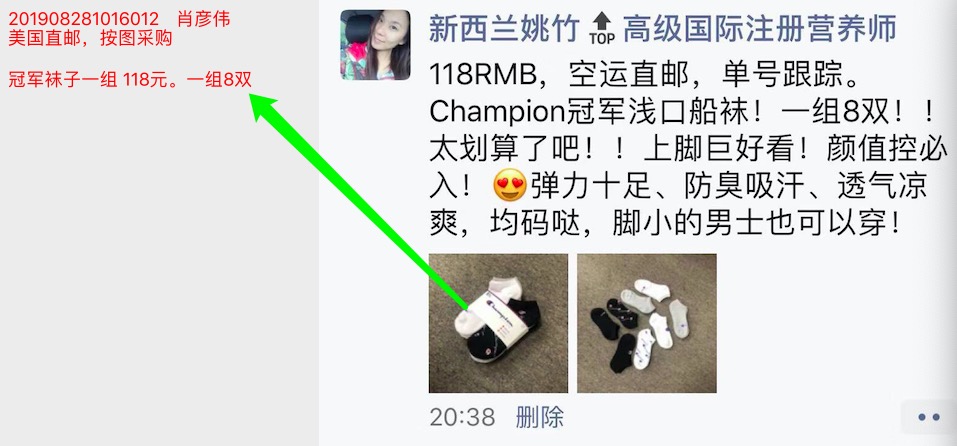 201908281016012 肖彦伟
美国直邮，按图采购
冠军袜子一组 118元。一组8双
新西兰姚竹 TOP 高级国际注册营养师
118RMB，空运直邮，单号跟踪。
Champion冠军浅口船袜！一组8双！！
太划算了吧！！上脚巨好看！颜值控必
入！😍弹力十足、防臭吸汗、透气凉
爽，均码哒，脚小的男士也可以穿！
Champion
20:38 删除